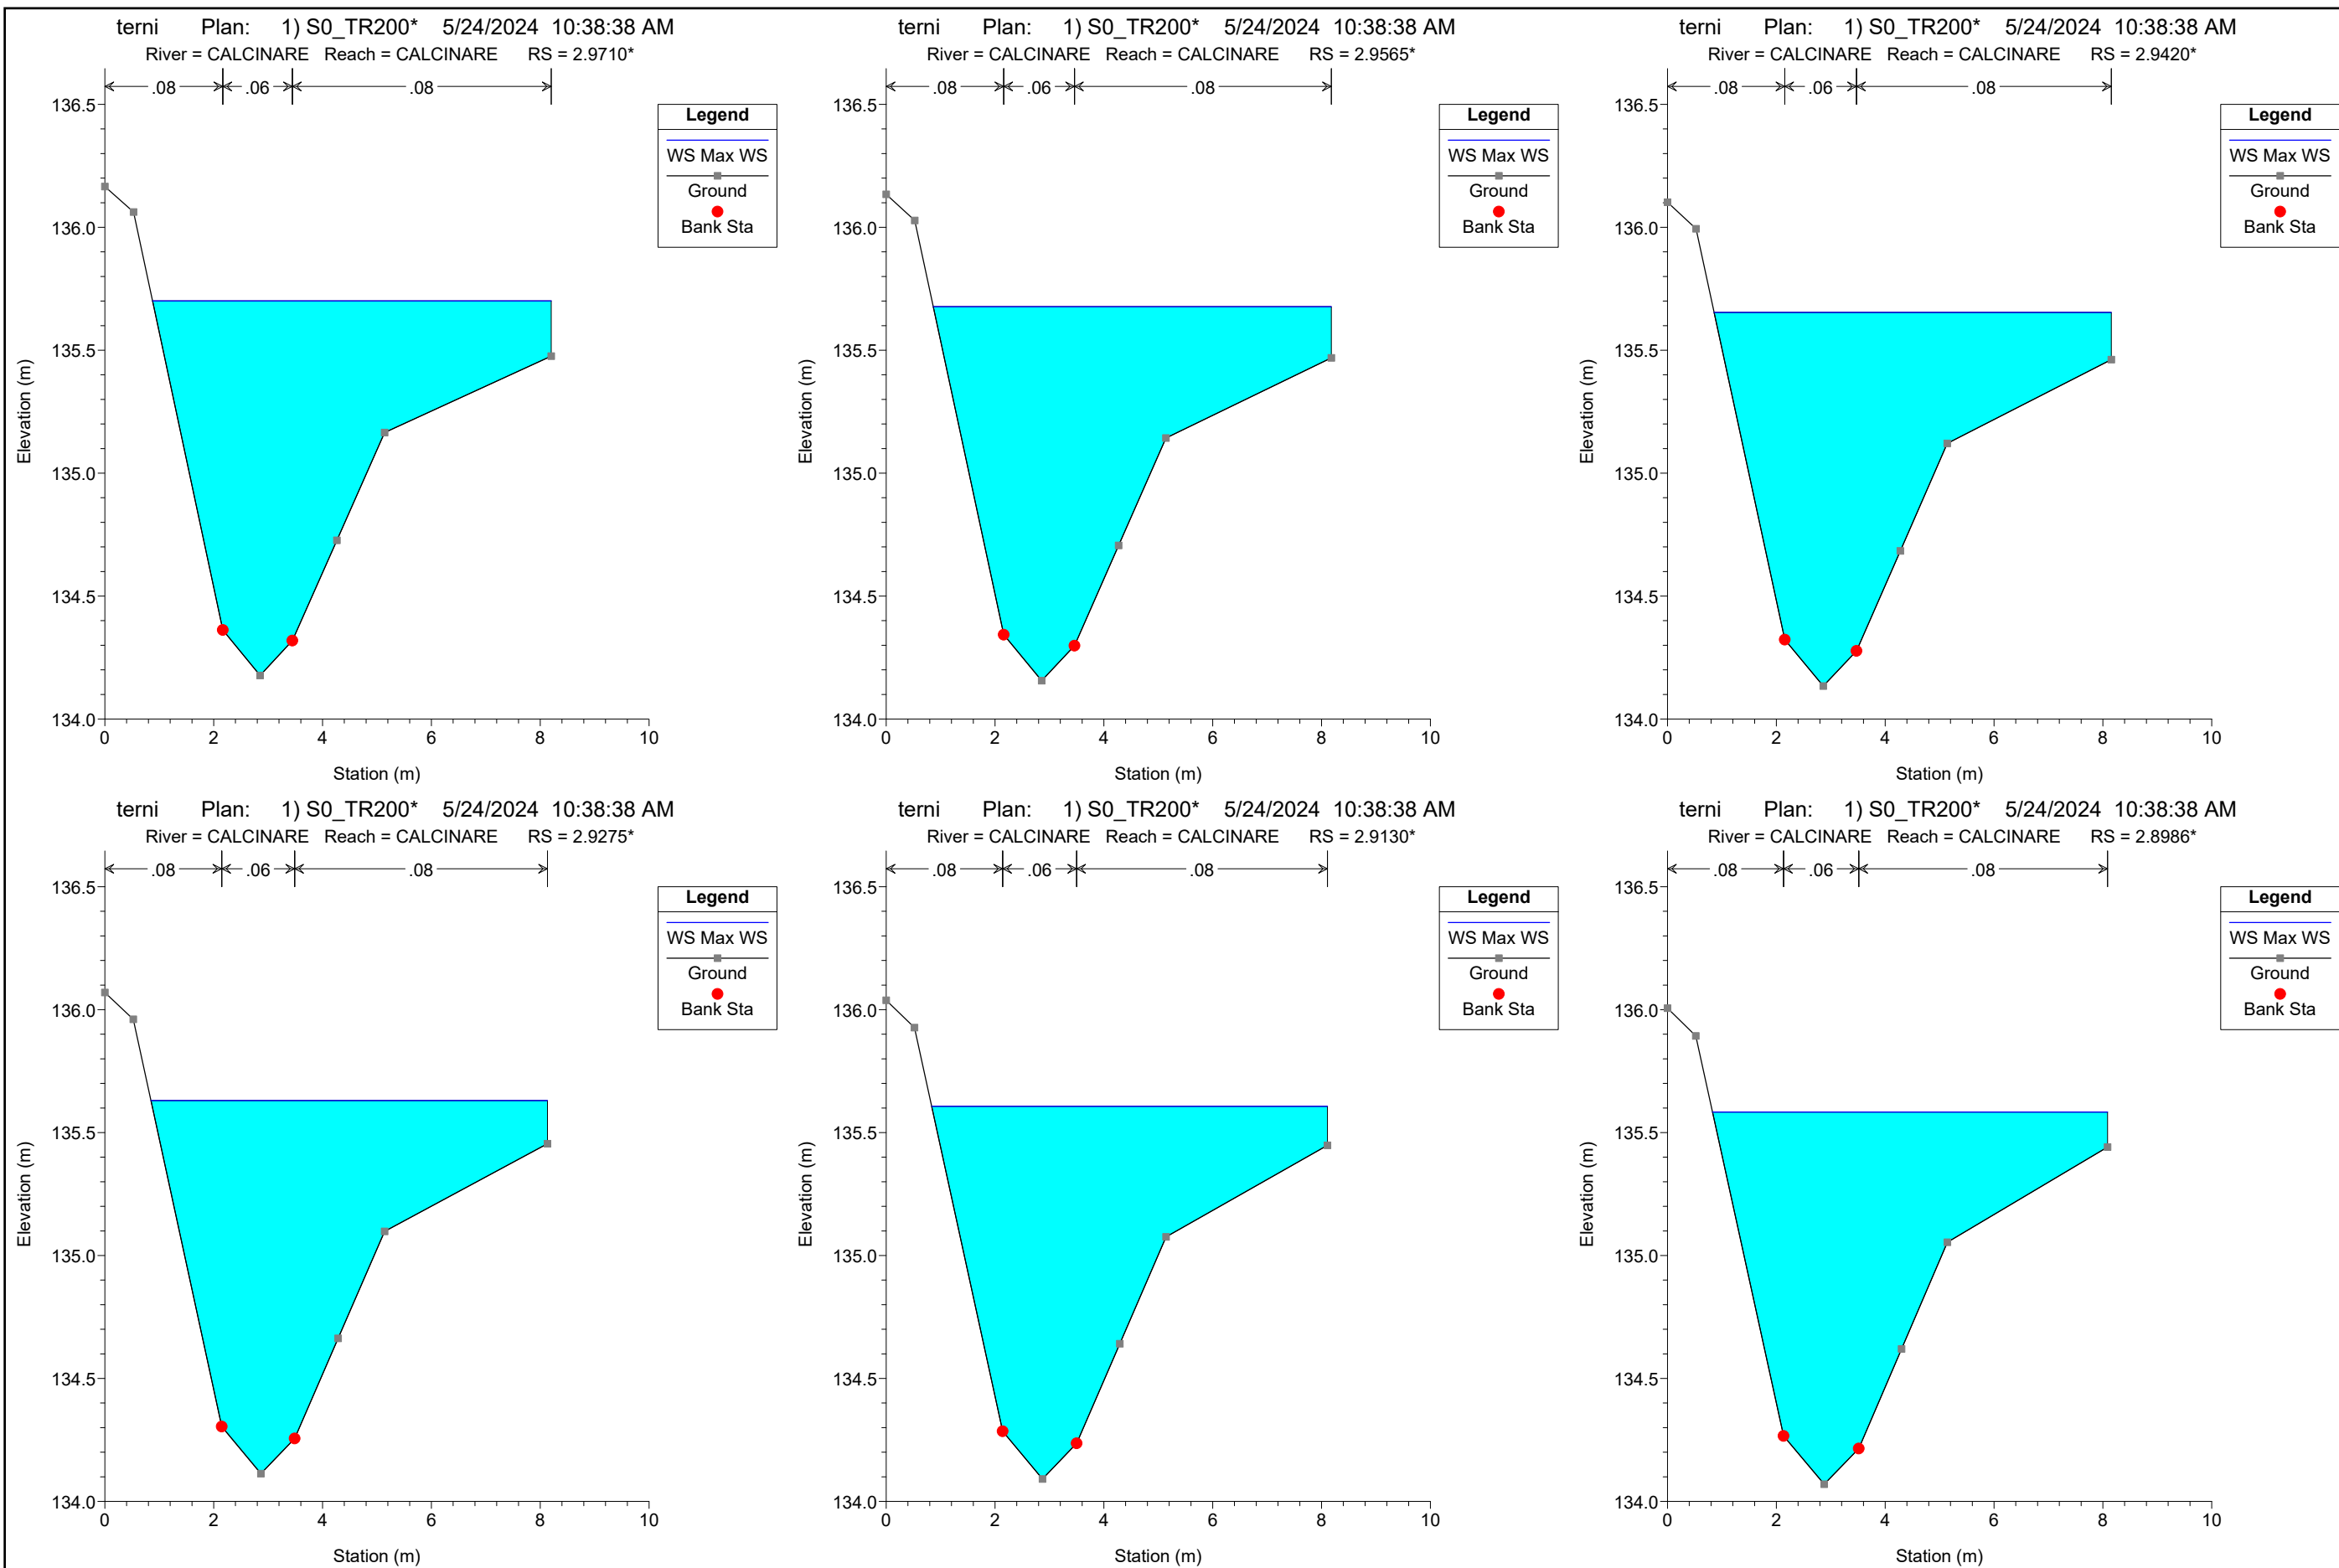 terni Plan: 1) S0_TR200* 5/24/2024 10:38:38 AM
River = CALCINARE Reach = CALCINARE RS = 2.9710*
.08 .06 .08
136.5
136.0
135.5
135.0
134.5
134.0
0 2 4 6 8 10
Station (m)
Elevation (m)
Legend
WS Max WS
Ground
Bank Sta
terni Plan: 1) S0_TR200* 5/24/2024 10:38:38 AM
River = CALCINARE Reach = CALCINARE RS = 2.9565*
.08 .06 .08
136.5
136.0
135.5
135.0
134.5
134.0
0 2 4 6 8 10
Station (m)
Elevation (m)
Legend
WS Max WS
Ground
Bank Sta
terni Plan: 1) S0_TR200* 5/24/2024 10:38:38 AM
River = CALCINARE Reach = CALCINARE RS = 2.9420*
.08 .06 .08
136.5
136.0
135.5
135.0
134.5
134.0
0 2 4 6 8 10
Station (m)
Elevation (m)
Legend
WS Max WS
Ground
Bank Sta
terni Plan: 1) S0_TR200* 5/24/2024 10:38:38 AM
River = CALCINARE Reach = CALCINARE RS = 2.9275*
.08 .06 .08
136.5
136.0
135.5
135.0
134.5
134.0
0 2 4 6 8 10
Station (m)
Elevation (m)
Legend
WS Max WS
Ground
Bank Sta
terni Plan: 1) S0_TR200* 5/24/2024 10:38:38 AM
River = CALCINARE Reach = CALCINARE RS = 2.9130*
.08 .06 .08
136.5
136.0
135.5
135.0
134.5
134.0
0 2 4 6 8 10
Station (m)
Elevation (m)
Legend
WS Max WS
Ground
Bank Sta
terni Plan: 1) S0_TR200* 5/24/2024 10:38:38 AM
River = CALCINARE Reach = CALCINARE RS = 2.8986*
.08 .06 .08
136.5
136.0
135.5
135.0
134.5
134.0
0 2 4 6 8 10
Station (m)
Elevation (m)
Legend
WS Max WS
Ground
Bank Sta